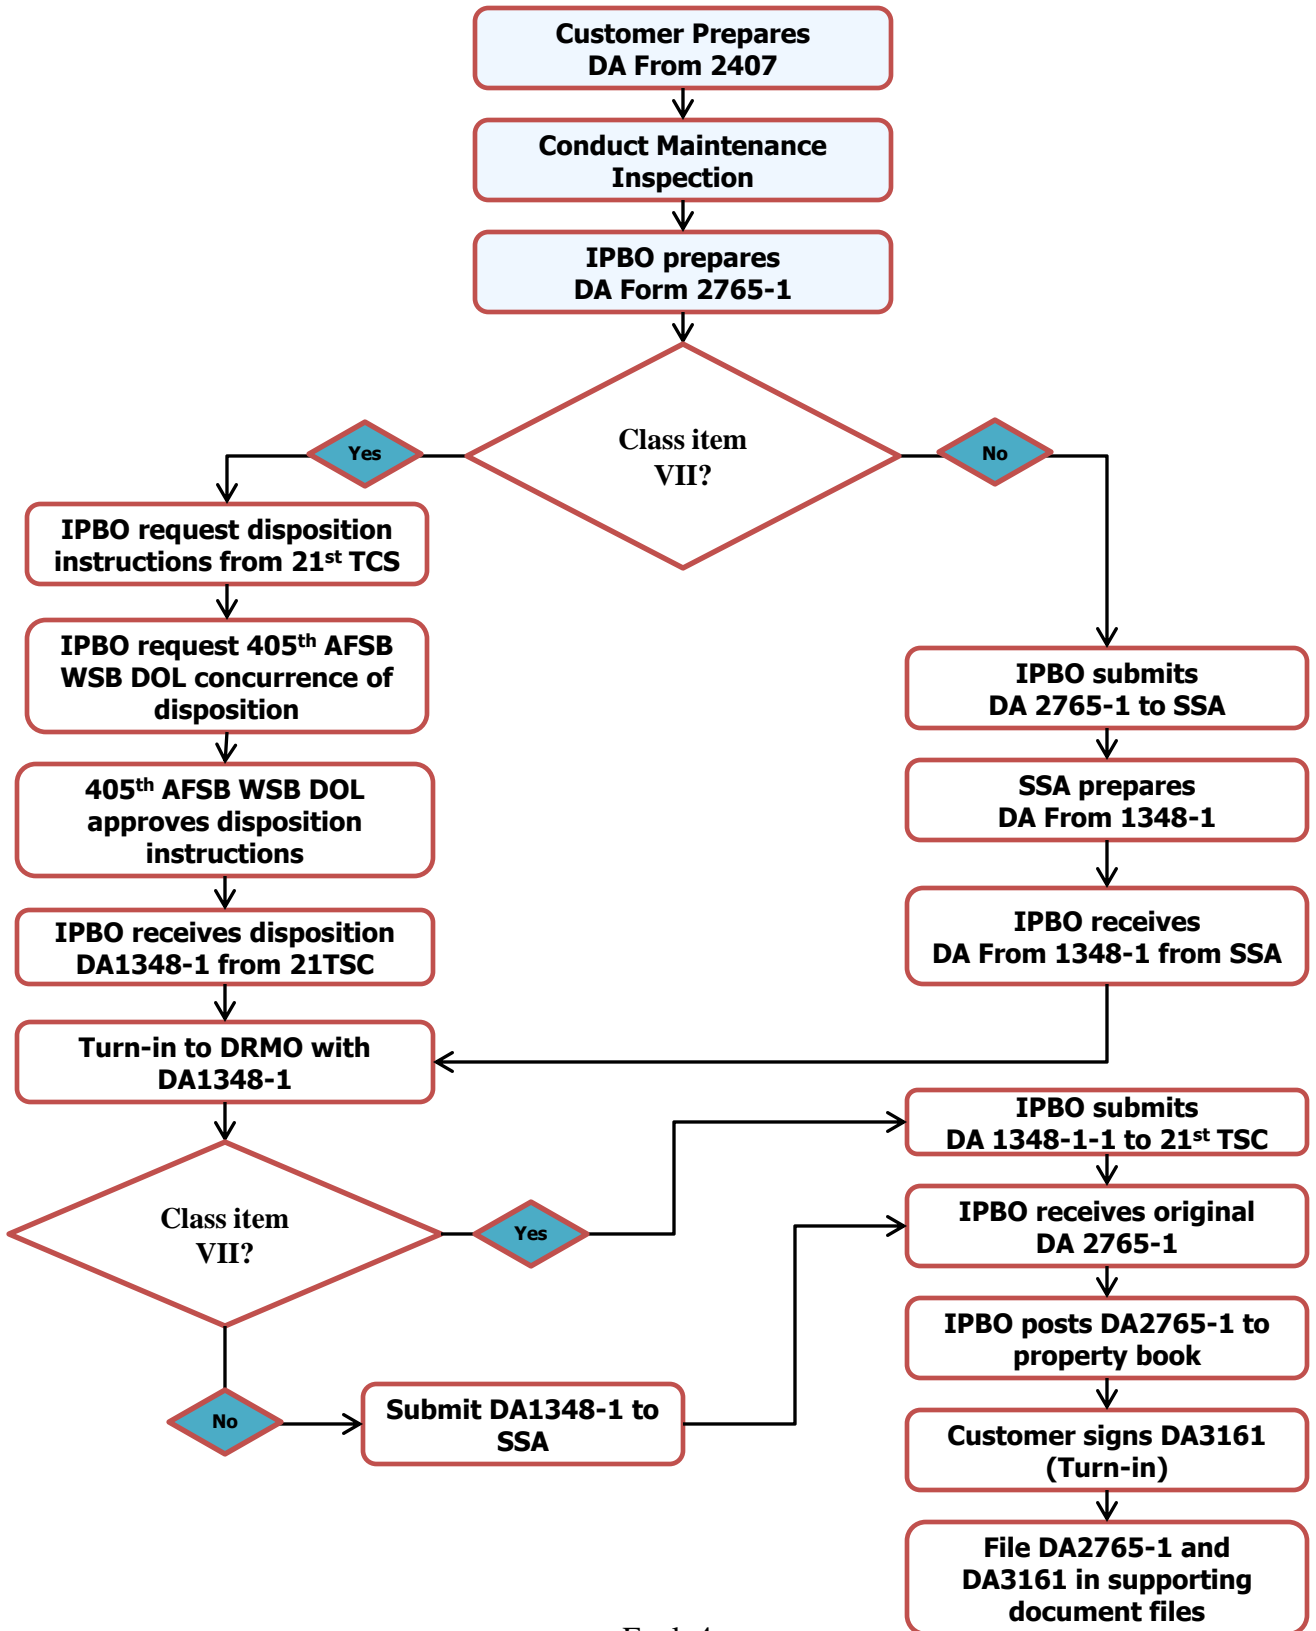 Customer Prepares
DA From 2407
Conduct Maintenance
Inspection
IPBO prepares
DA Form 2765-1
Class item
VII?
Yes
No
IPBO request disposition
instructions from 21st TCS
IPBO request 405th AFSB
WSB DOL concurrence of
disposition
405th AFSB WSB DOL
approves disposition
instructions
IPBO receives disposition
DA1348-1 from 21TSC
IPBO submits
DA 2765-1 to SSA
SSA prepares
DA From 1348-1
IPBO receives
DA From 1348-1 from SSA
Turn-in to DRMO with
DA1348-1
Class item
VII?
Yes
No
Submit DA1348-1 to
SSA
IPBO submits
DA 1348-1-1 to 21st TSC
IPBO receives original
DA 2765-1
IPBO posts DA2765-1 to
property book
Customer signs DA3161
(Turn-in)
File DA2765-1 and
DA3161 in supporting
document files